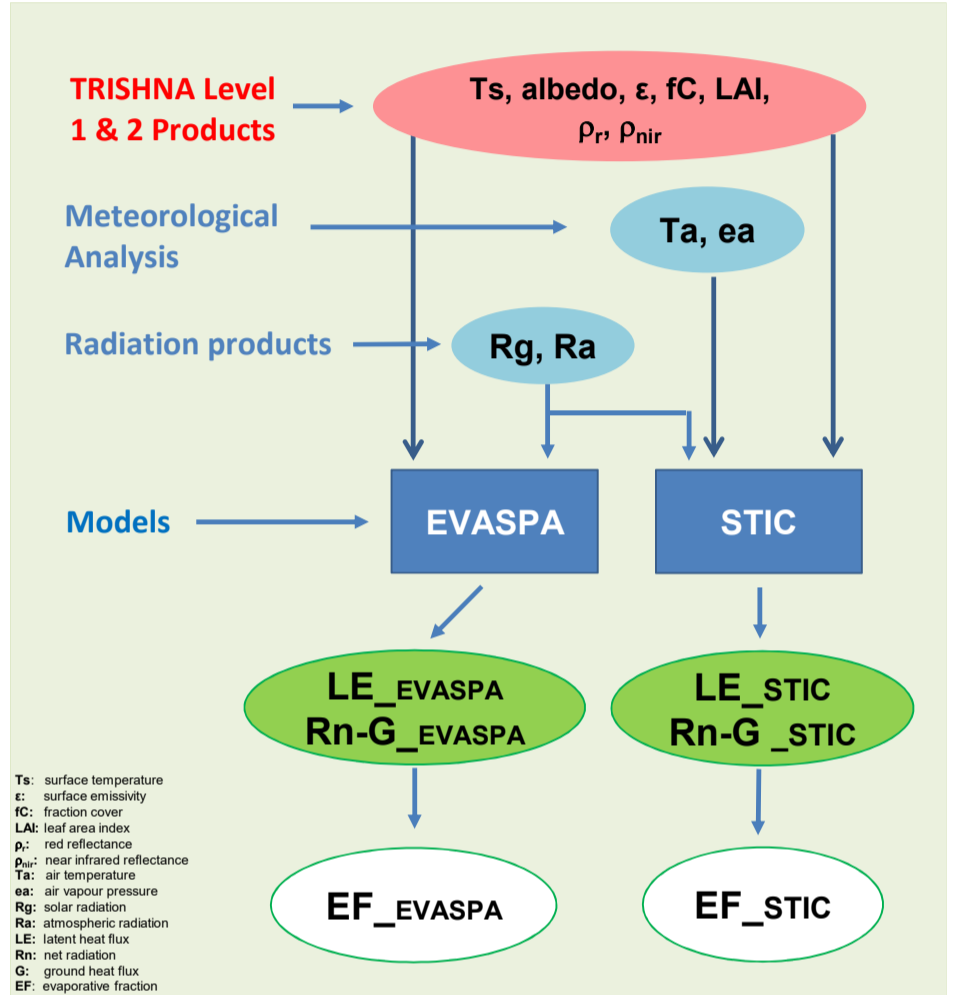 TRISHNA Level
1 & 2 Products
Ts, albedo, ε, fC, LAI,
ρr, ρnir
Meteorological
Analysis
Ta, ea
Radiation products
Rg, Ra
Models
EVASPA
STIC
LE_EVASPA
Rn-G_EVASPA
LE_STIC
Rn-G _STIC
EF_EVASPA
EF_STIC
Ts: surface temperature
ε: surface emissivity
fC: fraction cover
LAI: leaf area index
ρr: red reflectance
ρnir: near infrared reflectance
Ta: air temperature
ea: air vapour pressure
Rg: solar radiation
Ra: atmospheric radiation
LE: latent heat flux
Rn: net radiation
G: ground heat flux
EF: evaporative fraction